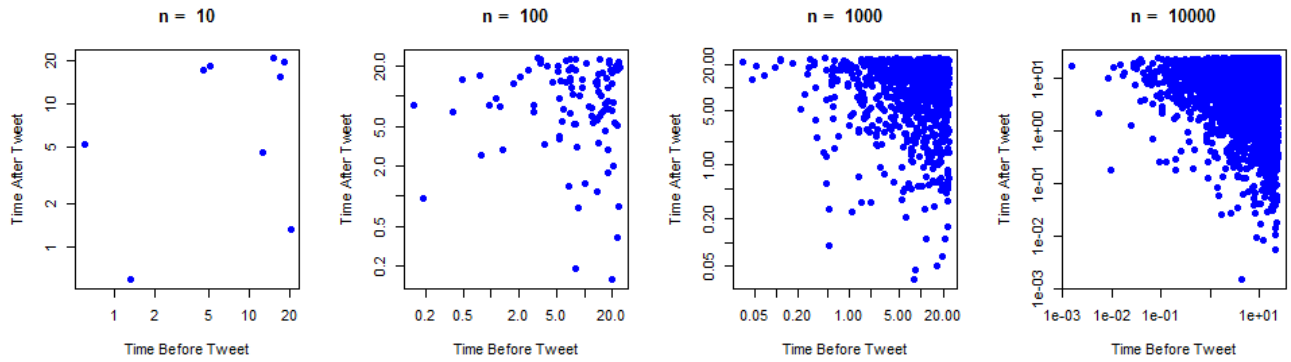 n = 10
20
10
5
2
1
Time After Tweet
1 2 5 10 20
Time Before Tweet
n = 100
20.0
5.0
2.0
0.5
0.2
Time After Tweet
0.2 0.5 2.0 5.0 20.0
Time Before Tweet
n = 1000
20.00
5.00
1.00
0.20
0.05
Time After Tweet
0.05 0.20 1.00 5.00 20.00
Time Before Tweet
n = 10000
1e+01
1e+00
1e-01
1e-02
1e-03
Time After Tweet
1e-03 1e-02 1e-01 1e+01
Time Before Tweet